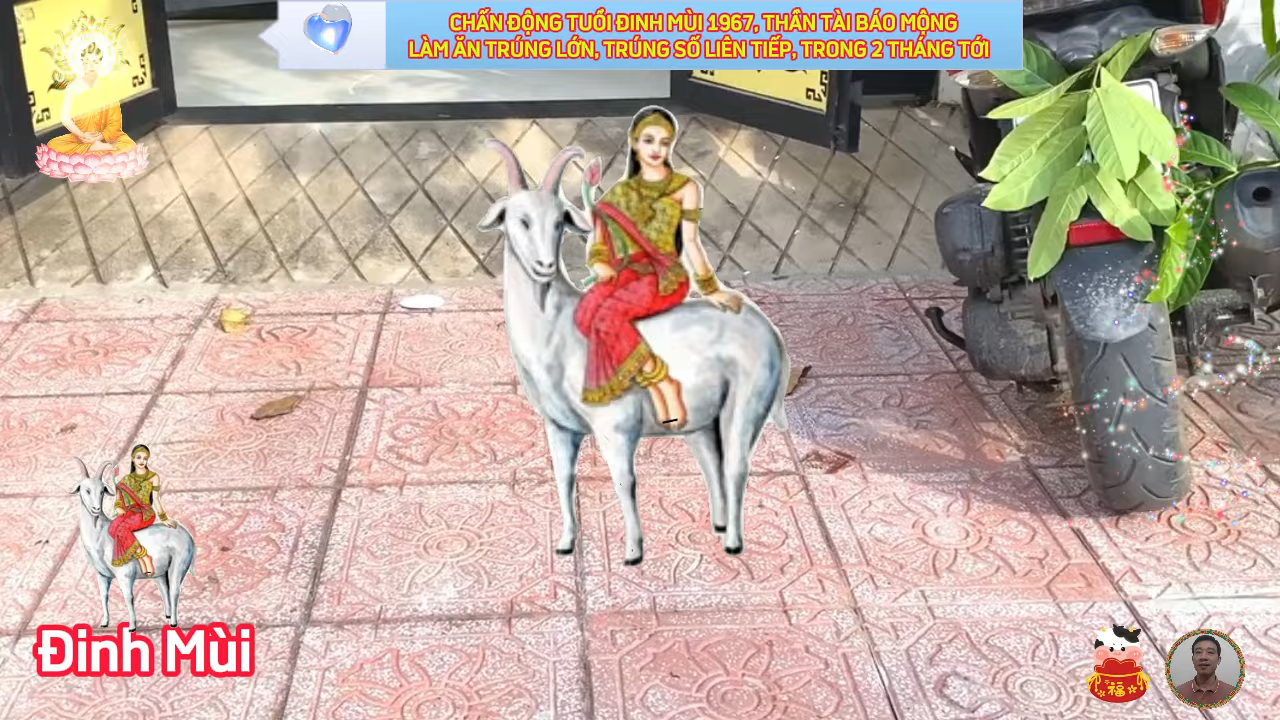 CHẤN ĐỘNG TUỔI ĐINH MÙI 1967, THẦN TÀI BÁO MỘNG
LÀM ĂN TRÚNG LỚN, TRÚNG SỐ LIÊN TIẾP, TRONG 2 THÁNG TỚI
Đinh Mùi
福